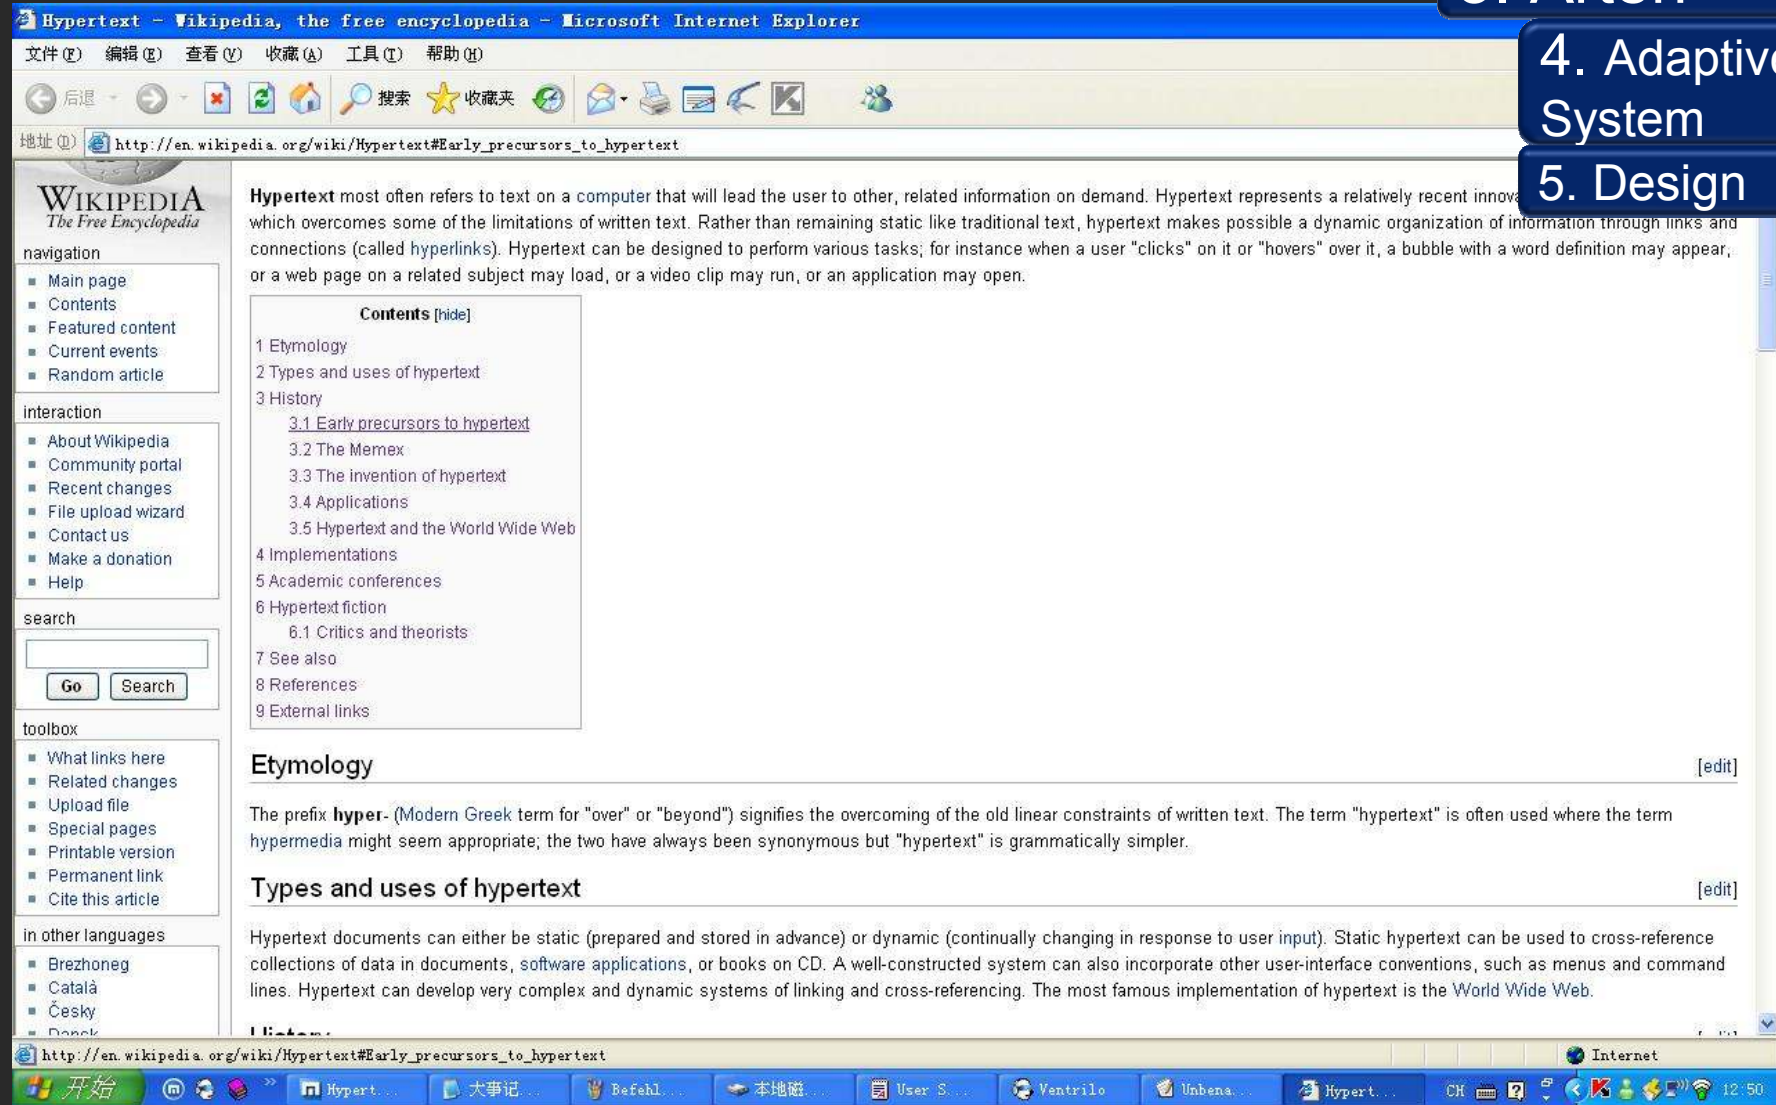 Hypertext - Wikipedia, the free encyclopedia - Microsoft Internet Explorer
文件(F) 编辑(E) 查看(V) 收藏(A) 工具(T) 帮助(H)
4. Adaptive
System
5. Design
后退 搜索 收藏夹
地址(D) http://en.wikipedia.org/wiki/Hypertext#Early_precursors_to_hypertext
WIKIPEDIA
The Free Encyclopedia
navigation
Main page
Contents
Featured content
Current events
Random article
interaction
About Wikipedia
Community portal
Recent changes
File upload wizard
Contact us
Make a donation
Help
search
Go Search
toolbox
What links here
Related changes
Upload file
Special pages
Printable version
Permanent link
Cite this article
in other languages
Brezhoneg
Català
Česky
Dansk
Hypertext most often refers to text on a computer that will lead the user to other, related information on demand. Hypertext represents a relatively recent innova
which overcomes some of the limitations of written text. Rather than remaining static like traditional text, hypertext makes possible a dynamic organization of information through links and
connections (called hyperlinks). Hypertext can be designed to perform various tasks; for instance when a user "clicks" on it or "hovers" over it, a bubble with a word definition may appear,
or a web page on a related subject may load, or a video clip may run, or an application may open.
Contents [hide]
1 Etymology
2 Types and uses of hypertext
3 History
3.1 Early precursors to hypertext
3.2 The Memex
3.3 The invention of hypertext
3.4 Applications
3.5 Hypertext and the World Wide Web
4 Implementations
5 Academic conferences
6 Hypertext fiction
6.1 Critics and theorists
7 See also
8 References
9 External links
Etymology [edit]
The prefix hyper- (Modern Greek term for "over" or "beyond") signifies the overcoming of the old linear constraints of written text. The term "hypertext" is often used where the term
hypermedia might seem appropriate; the two have always been synonymous but "hypertext" is grammatically simpler.
Types and uses of hypertext [edit]
Hypertext documents can either be static (prepared and stored in advance) or dynamic (continually changing in response to user input). Static hypertext can be used to cross-reference
collections of data in documents, software applications, or books on CD. A well-constructed system can also incorporate other user-interface conventions, such as menus and command
lines. Hypertext can develop very complex and dynamic systems of linking and cross-referencing. The most famous implementation of hypertext is the World Wide Web.
http://en.wikipedia.org/wiki/Hypertext#Early_precursors_to_hypertext Internet
开始 Hypert... 大事记... Befehl... 本地磁... User S... Ventrilo Unbena... Hypert... CH 12:50